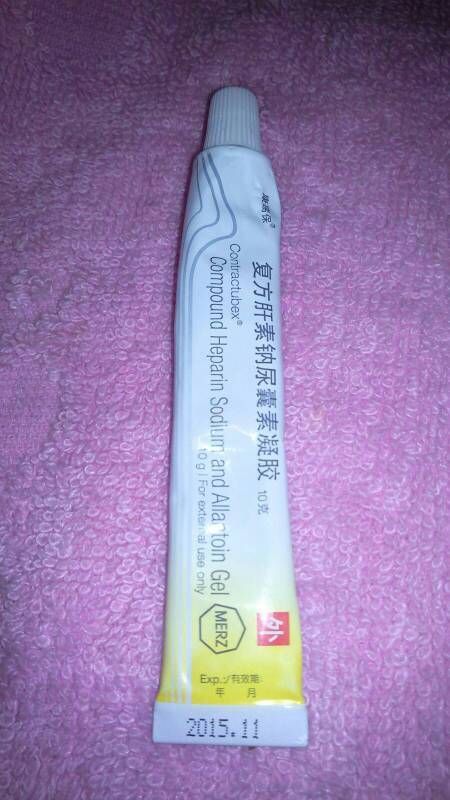 康瑞保®
复方肝素钠尿囊素凝胶 10克
Contractubex®
Compound Heparin Sodium and Allantoin Gel
10 g | For external use only
MERZ
外
Exp.:/有效期:
年 月
2015.11